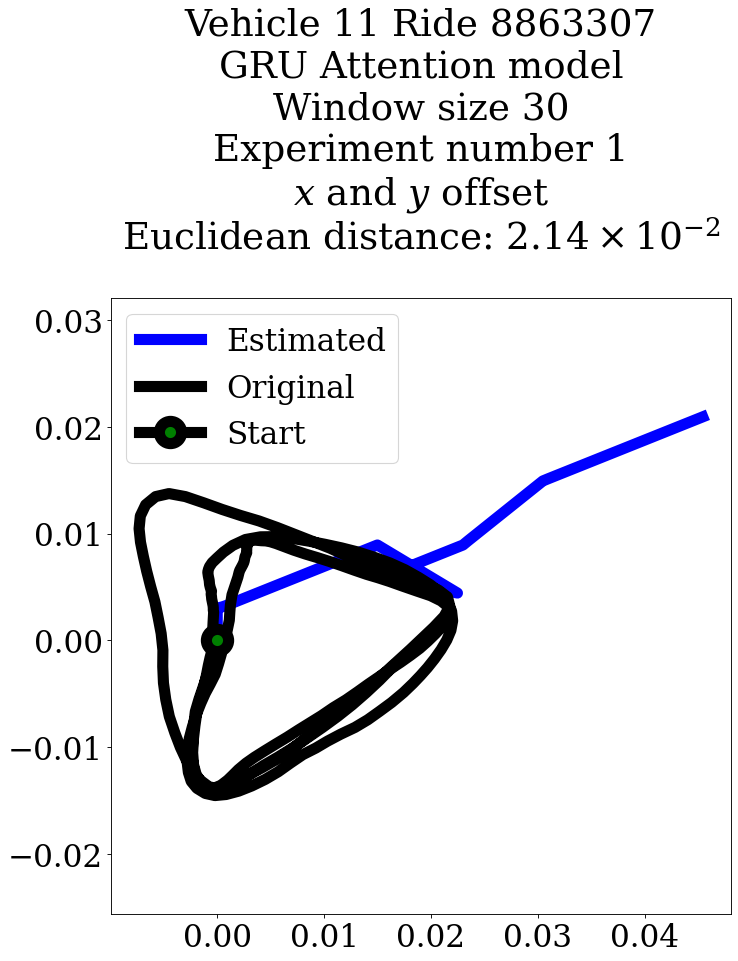 Vehicle 11 Ride 8863307
GRU Attention model
Window size 30
Experiment number 1
x and y offset
Euclidean distance: 2.14 × 10⁻²
Estimated
Original
Start
0.03
0.02
0.01
0.00
−0.01
−0.02
0.00 0.01 0.02 0.03 0.04